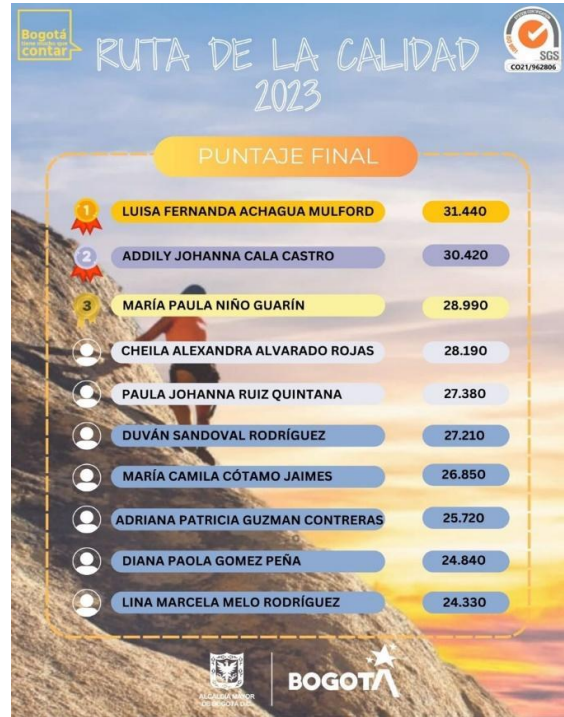 Bogotá
tiene mucho que
contar
SGS
CO21/962806
RUTA DE LA CALIDAD
2023
PUNTAJE FINAL
1 LUISA FERNANDA ACHAGUA MULFORD 31.440
2 ADDILY JOHANNA CALA CASTRO 30.420
3 MARÍA PAULA NIÑO GUARÍN 28.990
CHEILA ALEXANDRA ALVARADO ROJAS 28.190
PAULA JOHANNA RUIZ QUINTANA 27.380
DUVÁN SANDOVAL RODRÍGUEZ 27.210
MARÍA CAMILA CÓTAMO JAIMES 26.850
ADRIANA PATRICIA GUZMAN CONTRERAS 25.720
DIANA PAOLA GOMEZ PEÑA 24.840
LINA MARCELA MELO RODRÍGUEZ 24.330
ALCALDÍA MAYOR
DE BOGOTÁ D.C.
BOGOTÁ